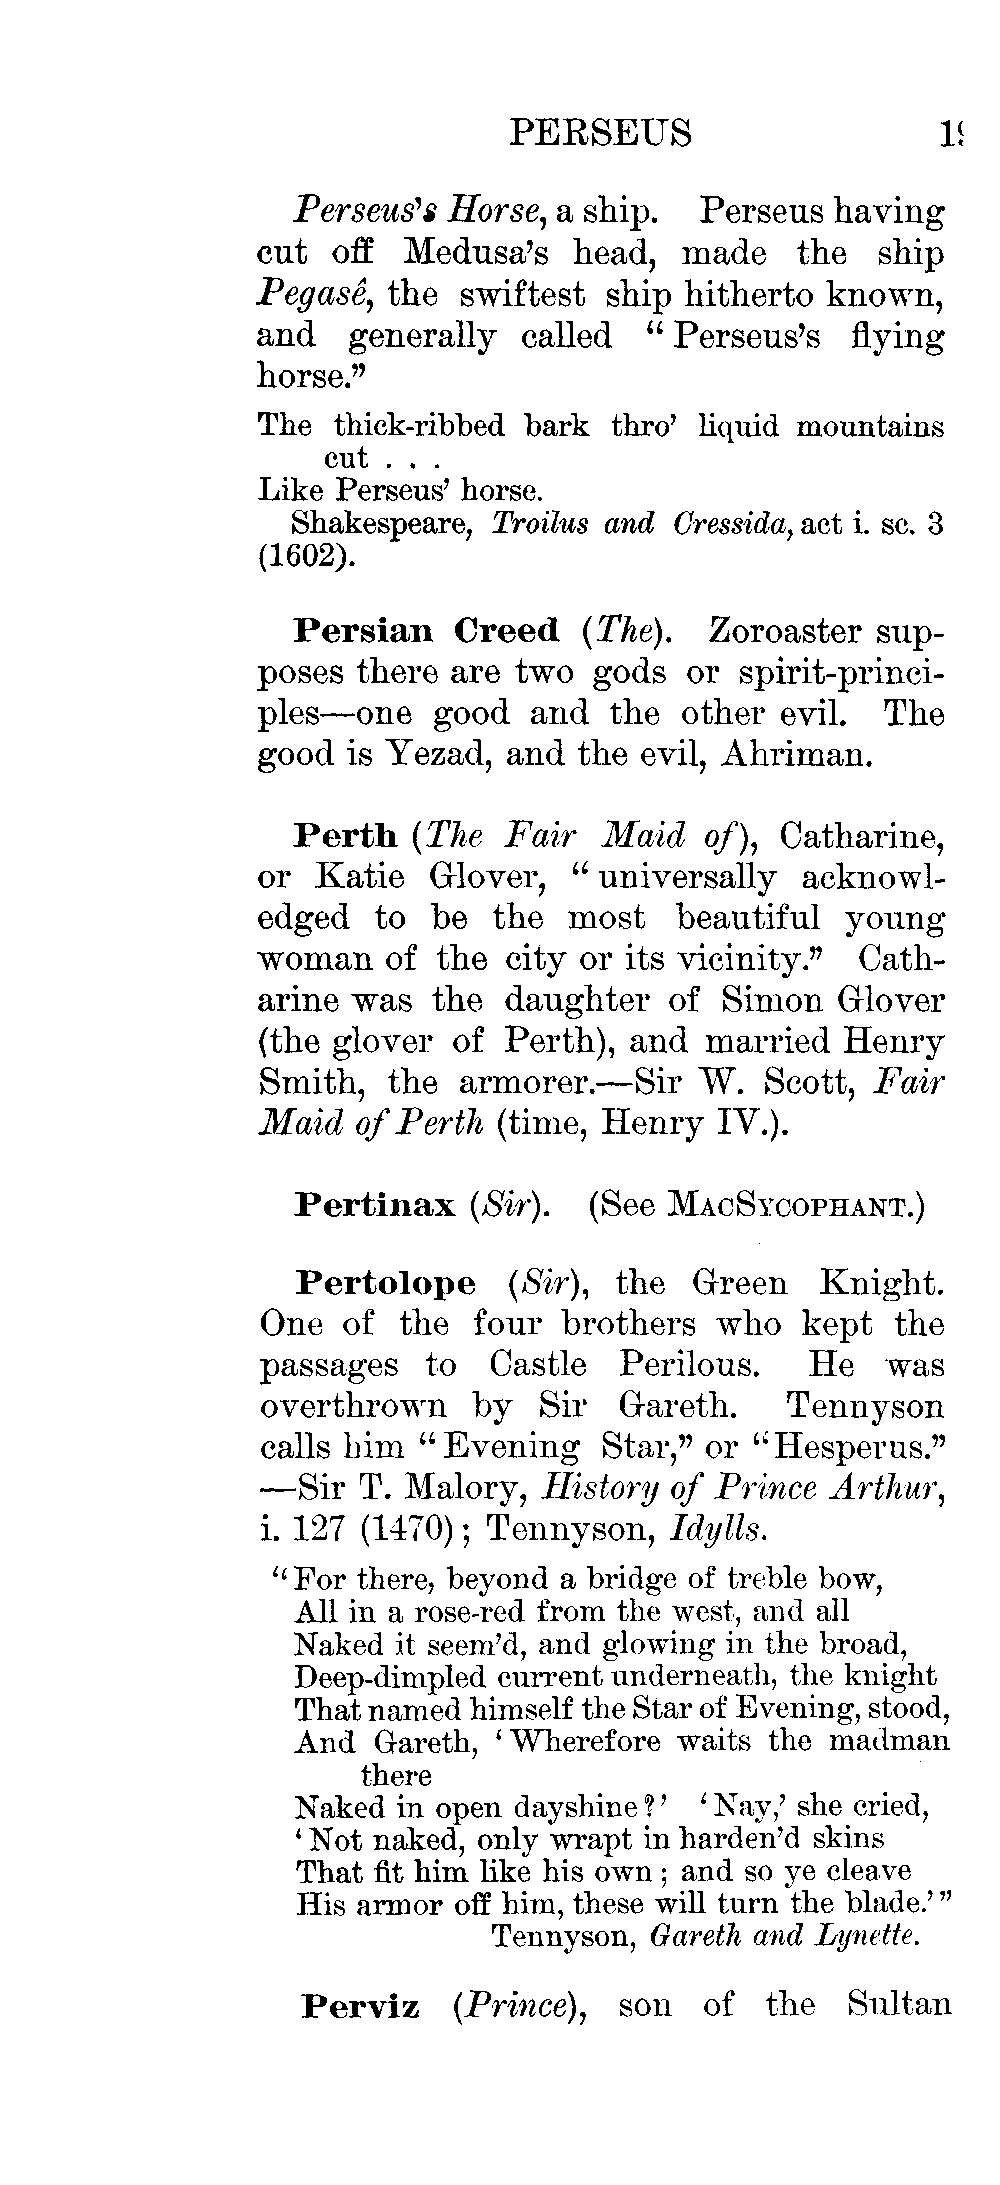 PERSEUS
Perseus's Horse, a ship. Perseus having
cut off Medusa's head, made the ship
Pegasê, the swiftest ship hitherto known,
and generally called “Perseus's flying
horse.”
The thick-ribbed bark thro' liquid mountains
cut . . .
Like Perseus' horse.
Shakespeare, Troilus and Cressida, act i. sc. 3
(1602).
Persian Creed (The). Zoroaster sup-
poses there are two gods or spirit-princi-
ples—one good and the other evil. The
good is Yezad, and the evil, Ahriman.
Perth (The Fair Maid of), Catharine,
or Katie Glover, “universally acknowl-
edged to be the most beautiful young
woman of the city or its vicinity.” Cath-
arine was the daughter of Simon Glover
(the glover of Perth), and married Henry
Smith, the armorer.—Sir W. Scott, Fair
Maid of Perth (time, Henry IV.).
Pertinax (Sir). (See MACSYCOPHANT.)
Pertolope (Sir), the Green Knight.
One of the four brothers who kept the
passages to Castle Perilous. He was
overthrown by Sir Gareth. Tennyson
calls him “Evening Star,” or “Hesperus.”
—Sir T. Malory, History of Prince Arthur,
i. 127 (1470); Tennyson, Idylls.
“For there, beyond a bridge of treble bow,
All in a rose-red from the west, and all
Naked it seem'd, and glowing in the broad,
Deep-dimpled current underneath, the knight
That named himself the Star of Evening, stood,
And Gareth, ‘Wherefore waits the madman
there
Naked in open dayshine?’ ‘Nay,’ she cried,
‘Not naked, only wrapt in harden'd skins
That fit him like his own; and so ye cleave
His armor off him, these will turn the blade.’”
Tennyson, Gareth and Lynette.
Perviz (Prince), son of the Sultan